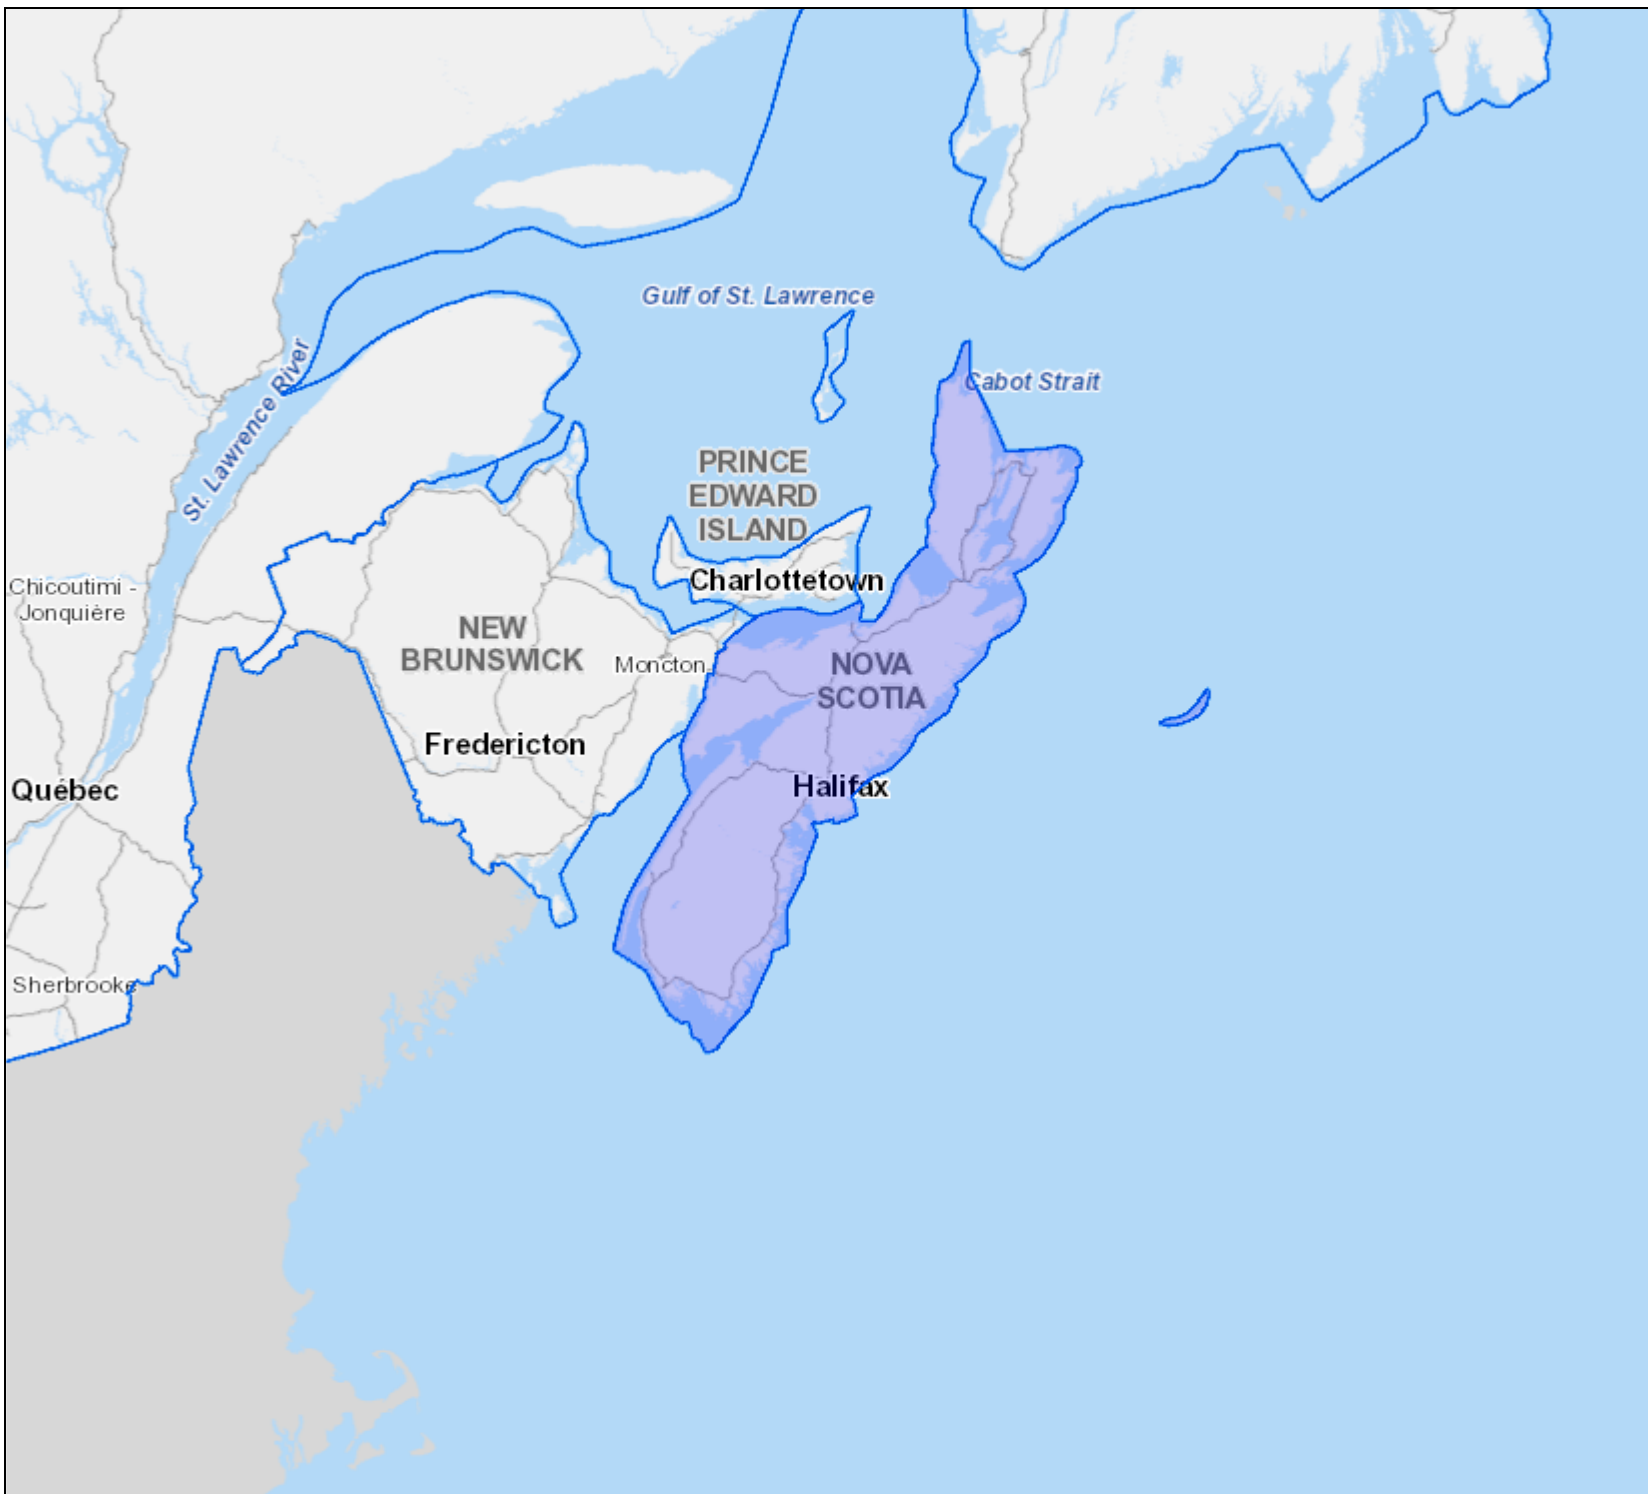 Gulf of St. Lawrence
Cabot Strait
St. Lawrence River
PRINCE
EDWARD
ISLAND
Charlottetown
Chicoutimi -
Jonquière
NEW
BRUNSWICK
Moncton
NOVA
SCOTIA
Fredericton
Québec
Halifax
Sherbrooke